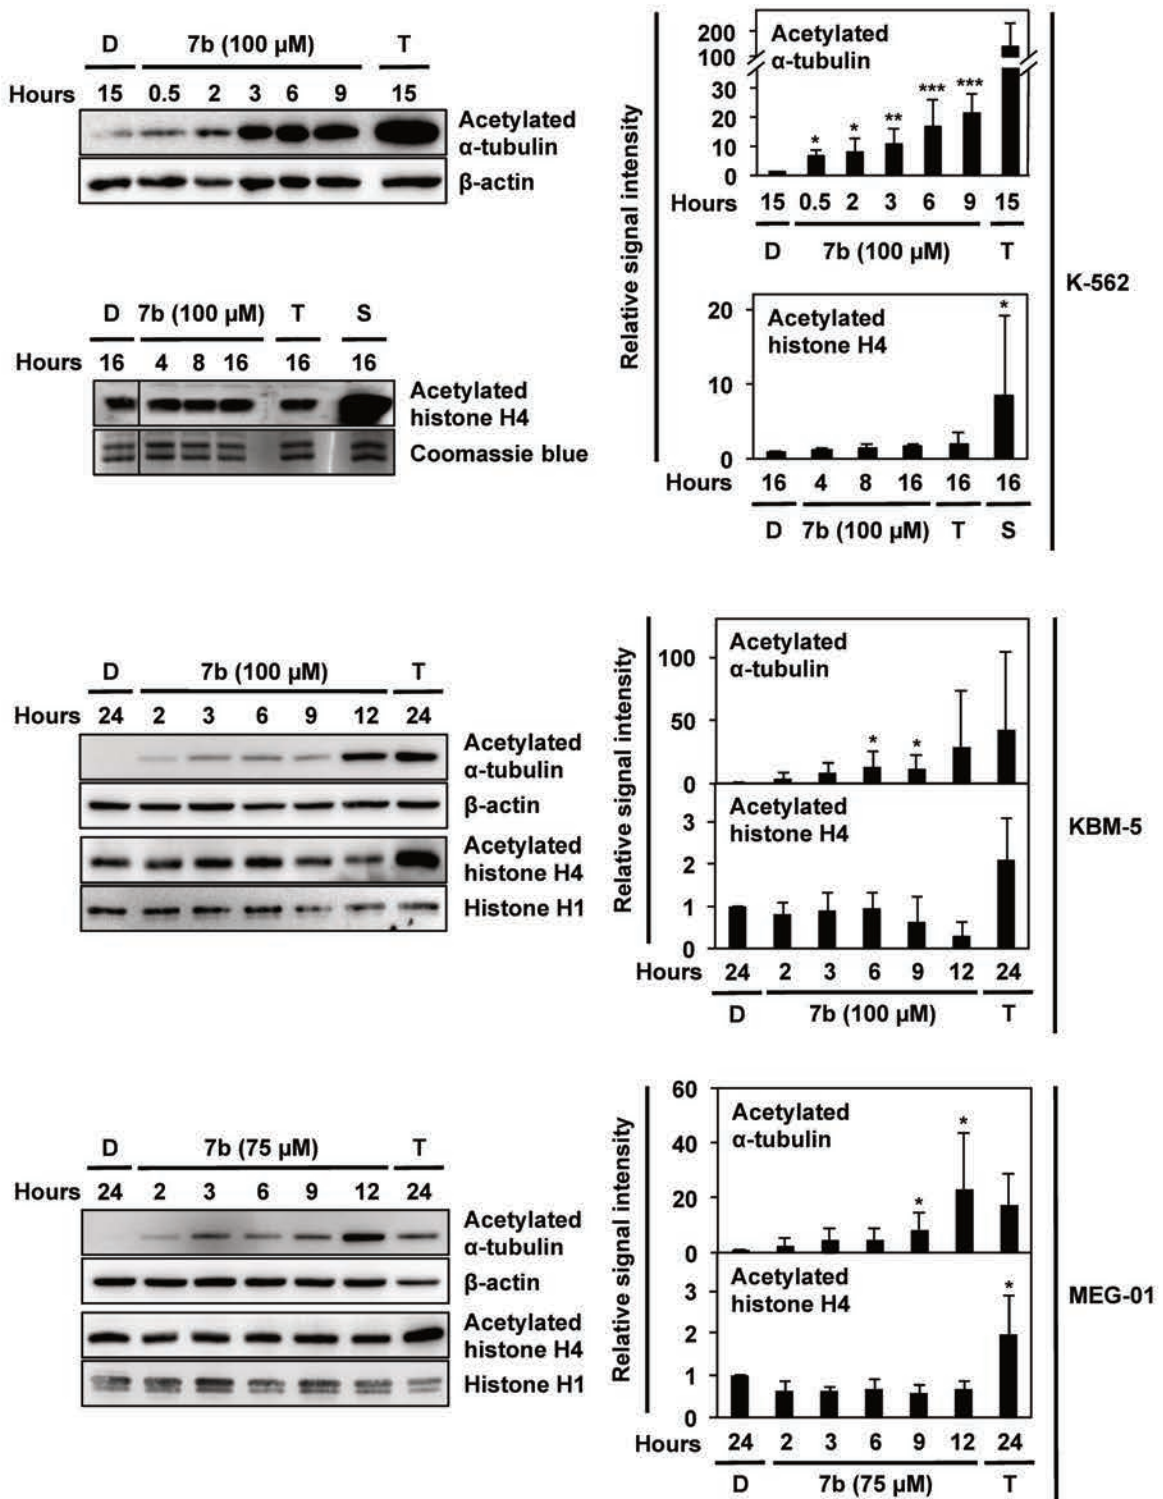 D 7b (100 µM) T
Hours 15 0.5 2 3 6 9 15
Acetylated
α-tubulin
β-actin
D 7b (100 µM) T S
Hours 16 4 8 16 16 16
Acetylated
histone H4
Coomassie blue
Relative signal intensity
Acetylated
α-tubulin
200
100
30
20
10
0
* * ** *** ***
Hours 15 0.5 2 3 6 9 15
D 7b (100 µM) T
Acetylated
histone H4
20
10
0
*
Hours 16 4 8 16 16 16
D 7b (100 µM) T S
K-562
D 7b (100 µM) T
Hours 24 2 3 6 9 12 24
Acetylated
α-tubulin
β-actin
Acetylated
histone H4
Histone H1
Relative signal intensity
Acetylated
α-tubulin
100
50
0
* *
Acetylated
histone H4
3
2
1
0
Hours 24 2 3 6 9 12 24
D 7b (100 µM) T
KBM-5
D 7b (75 µM) T
Hours 24 2 3 6 9 12 24
Acetylated
α-tubulin
β-actin
Acetylated
histone H4
Histone H1
Relative signal intensity
Acetylated
α-tubulin
60
40
20
0
* *
Acetylated
histone H4
3
2
1
0
*
Hours 24 2 3 6 9 12 24
D 7b (75 µM) T
MEG-01